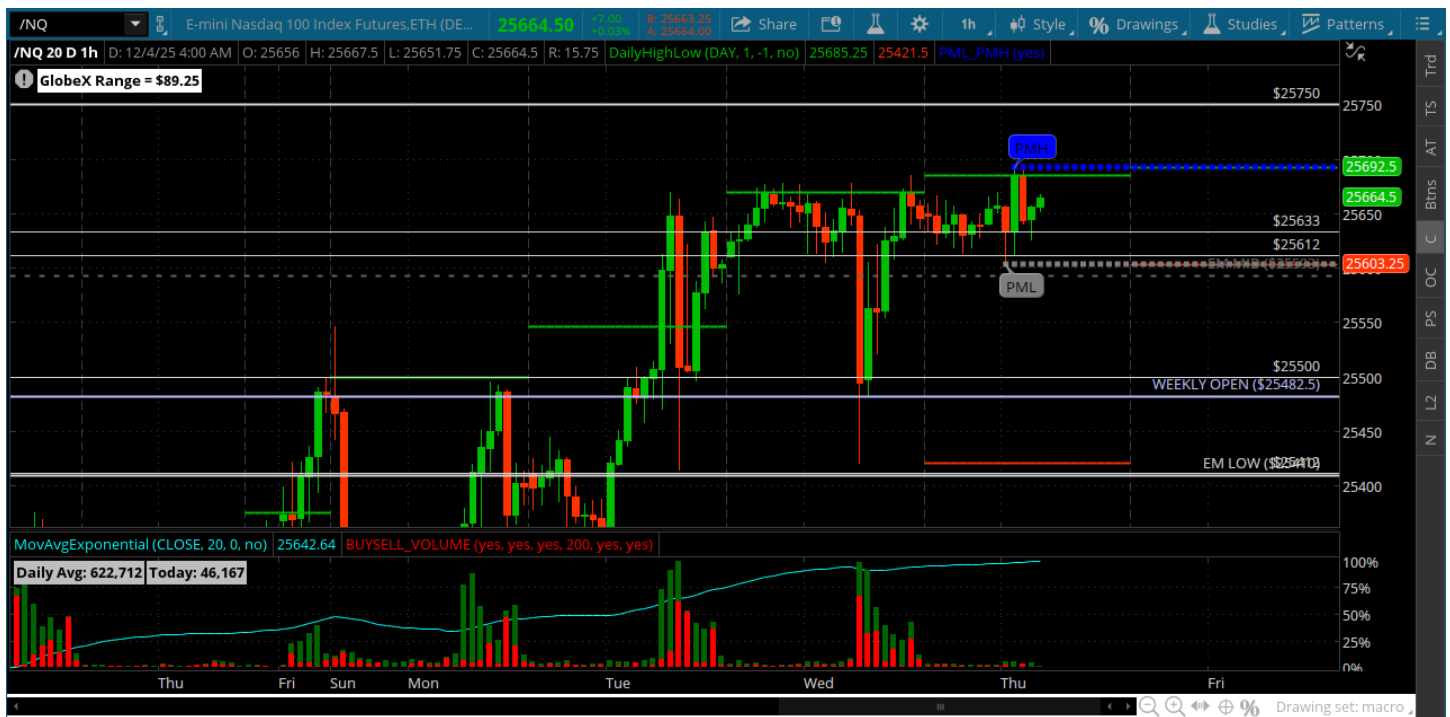 /NQ E-mini Nasdaq 100 Index Futures,ETH (DE... 25664.50 +7.00 +0.03% B: 25663.25 A: 25664.00 Share 1h Style % Drawings Studies Patterns
/NQ 20 D 1h D: 12/4/25 4:00 AM O: 25656 H: 25667.5 L: 25651.75 C: 25664.5 R: 15.75 DailyHighLow (DAY, 1, -1, no) 25685.25 25421.5 PML_PMH (yes)
GlobeX Range = $89.25
$25750
25750
PMH
25692.5
25664.5
25650
$25633
$25612
25603.25
PML
25550
$25500
25500
WEEKLY OPEN ($25482.5)
25450
EM LOW ($25410)
25400
MovAvgExponential (CLOSE, 20, 0, no) 25642.64 BUYSELL_VOLUME (yes, yes, yes, 200, yes, yes)
Daily Avg: 622,712 Today: 46,167
100%
75%
50%
25%
0%
Thu Fri Sun Mon Tue Wed Thu Fri
Drawing set: macro
Trd
TS
AT
Btns
C
OC
PS
DB
L2
N